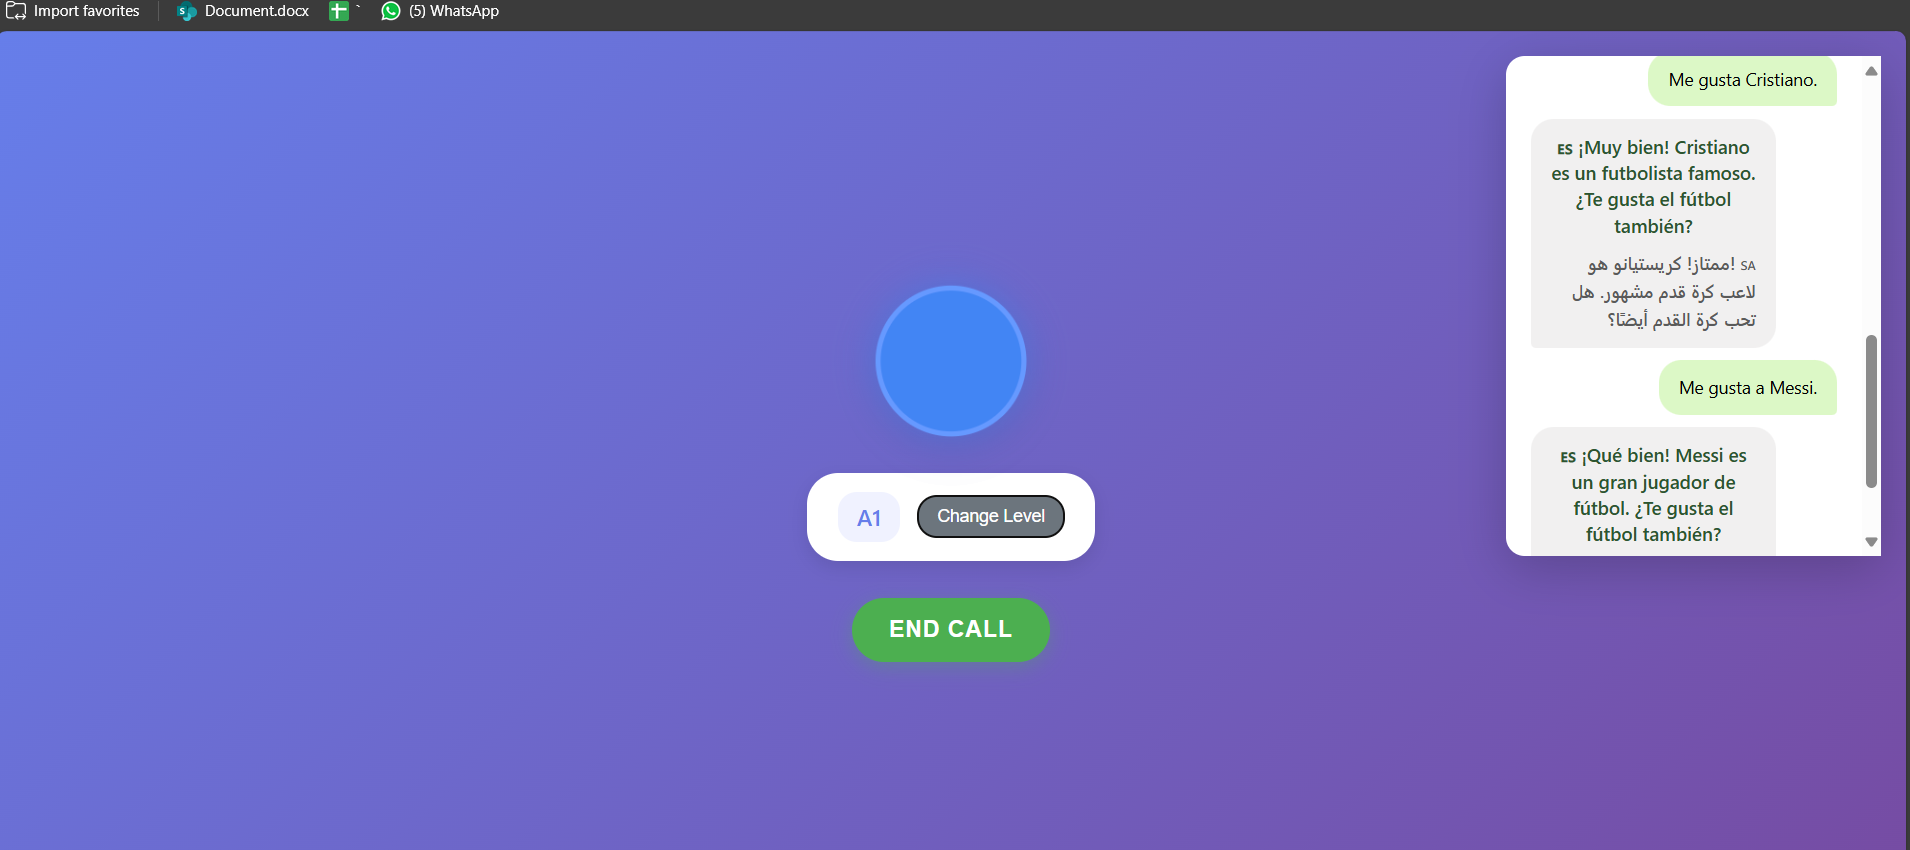 Import favorites
Document.docx
`
(5) WhatsApp
Me gusta Cristiano.
ES ¡Muy bien! Cristiano
es un futbolista famoso.
¿Te gusta el fútbol
también?
SA !ممتاز! كريستيانو هو
لاعب كرة قدم مشهور. هل
تحب كرة القدم أيضًا؟
Me gusta a Messi.
ES ¡Qué bien! Messi es
un gran jugador de
fútbol. ¿Te gusta el
fútbol también?
A1
Change Level
END CALL